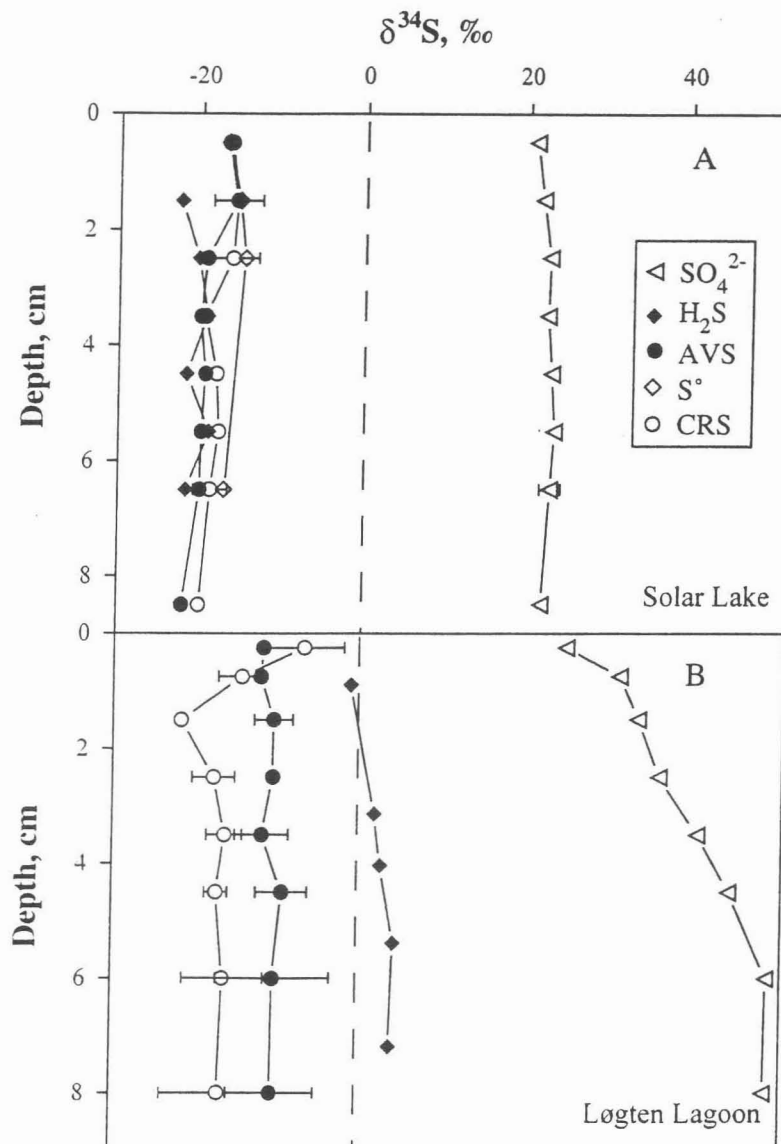 δ³⁴S, ‰
-20 0 20 40
0
2
4
6
8
Depth, cm
A
SO₄²⁻
H₂S
AVS
S°
CRS
Solar Lake
0
2
4
6
8
Depth, cm
B
Løgten Lagoon